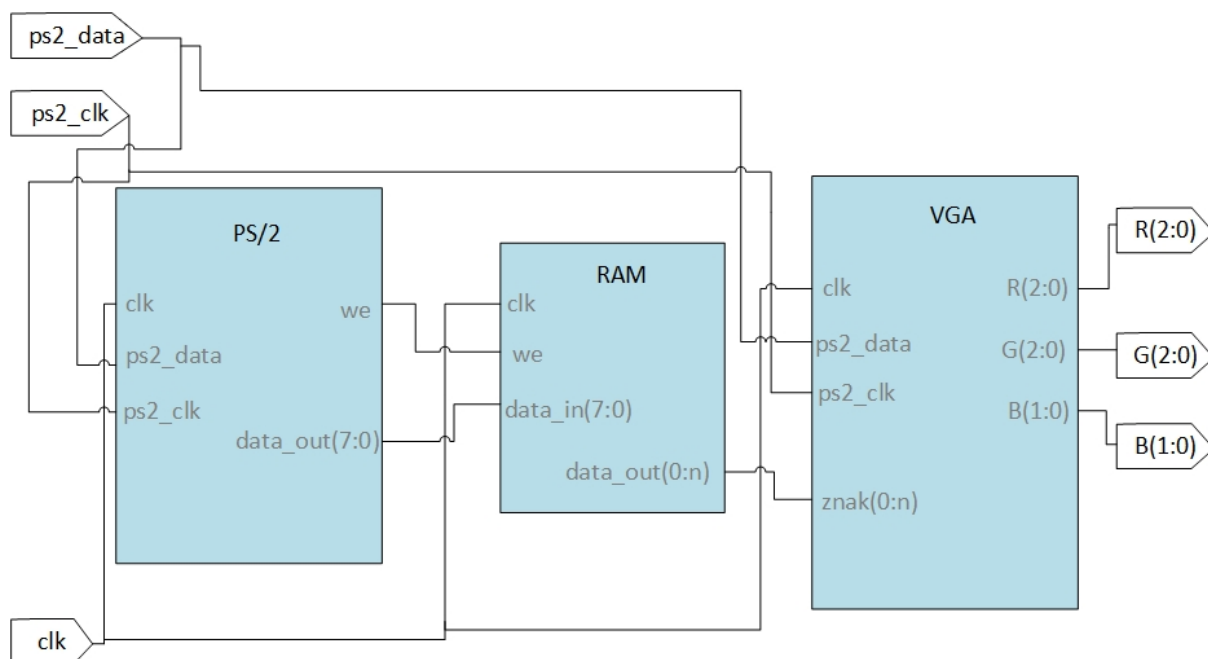 ps2_data
ps2_clk
PS/2
clk
ps2_data
ps2_clk
we
data_out(7:0)
RAM
clk
we
data_in(7:0)
data_out(0:n)
VGA
clk
ps2_data
ps2_clk
znak(0:n)
R(2:0)
G(2:0)
B(1:0)
R(2:0)
G(2:0)
B(1:0)
clk